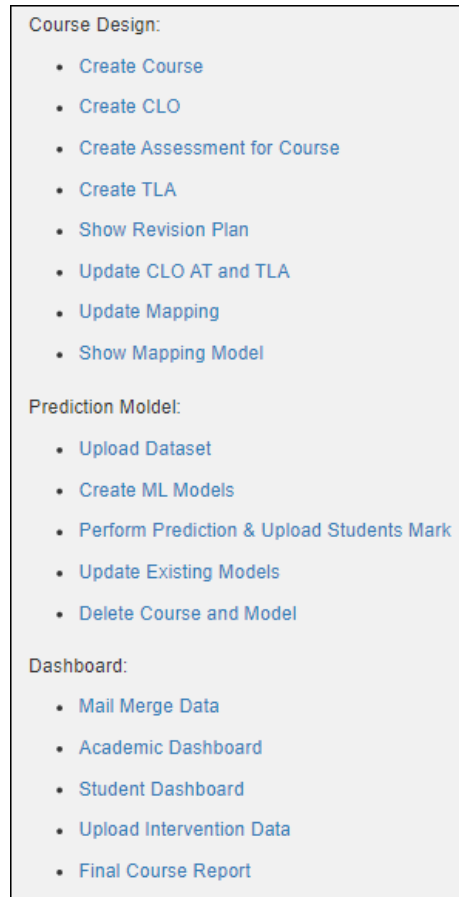 Course Design:
Create Course
Create CLO
Create Assessment for Course
Create TLA
Show Revision Plan
Update CLO AT and TLA
Update Mapping
Show Mapping Model
Prediction Moldel:
Upload Dataset
Create ML Models
Perform Prediction & Upload Students Mark
Update Existing Models
Delete Course and Model
Dashboard:
Mail Merge Data
Academic Dashboard
Student Dashboard
Upload Intervention Data
Final Course Report